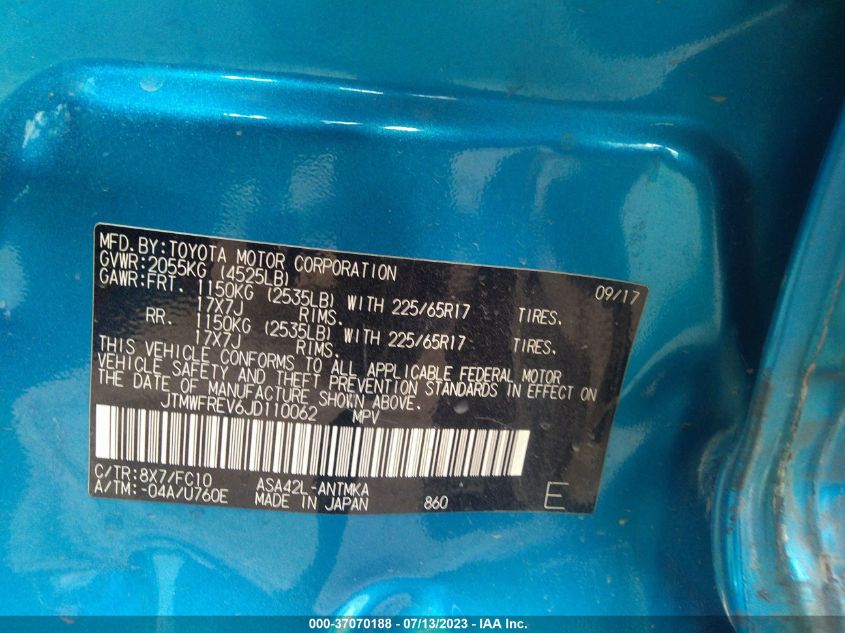 MFD.BY:TOYOTA MOTOR CORPORATION 09/17
GVWR:2055KG (4525LB)
GAWR:FRT. 1150KG (2535LB) WITH 225/65R17 TIRES.
17X7J RIMS.
RR. 1150KG (2535LB) WITH 225/65R17 TIRES.
17X7J RIMS.
THIS VEHICLE CONFORMS TO ALL APPLICABLE FEDERAL MOTOR
VEHICLE SAFETY AND THEFT PREVENTION STANDARDS IN EFFECT ON
THE DATE OF MANUFACTURE SHOWN ABOVE.
JTMWFREV6JD110062 MPV
C/TR:8X7/FC10 ASA42L-ANTMKA
A/TM:-04A/U760E MADE IN JAPAN 860 E
000-37070188 - 07/13/2023 - IAA Inc.